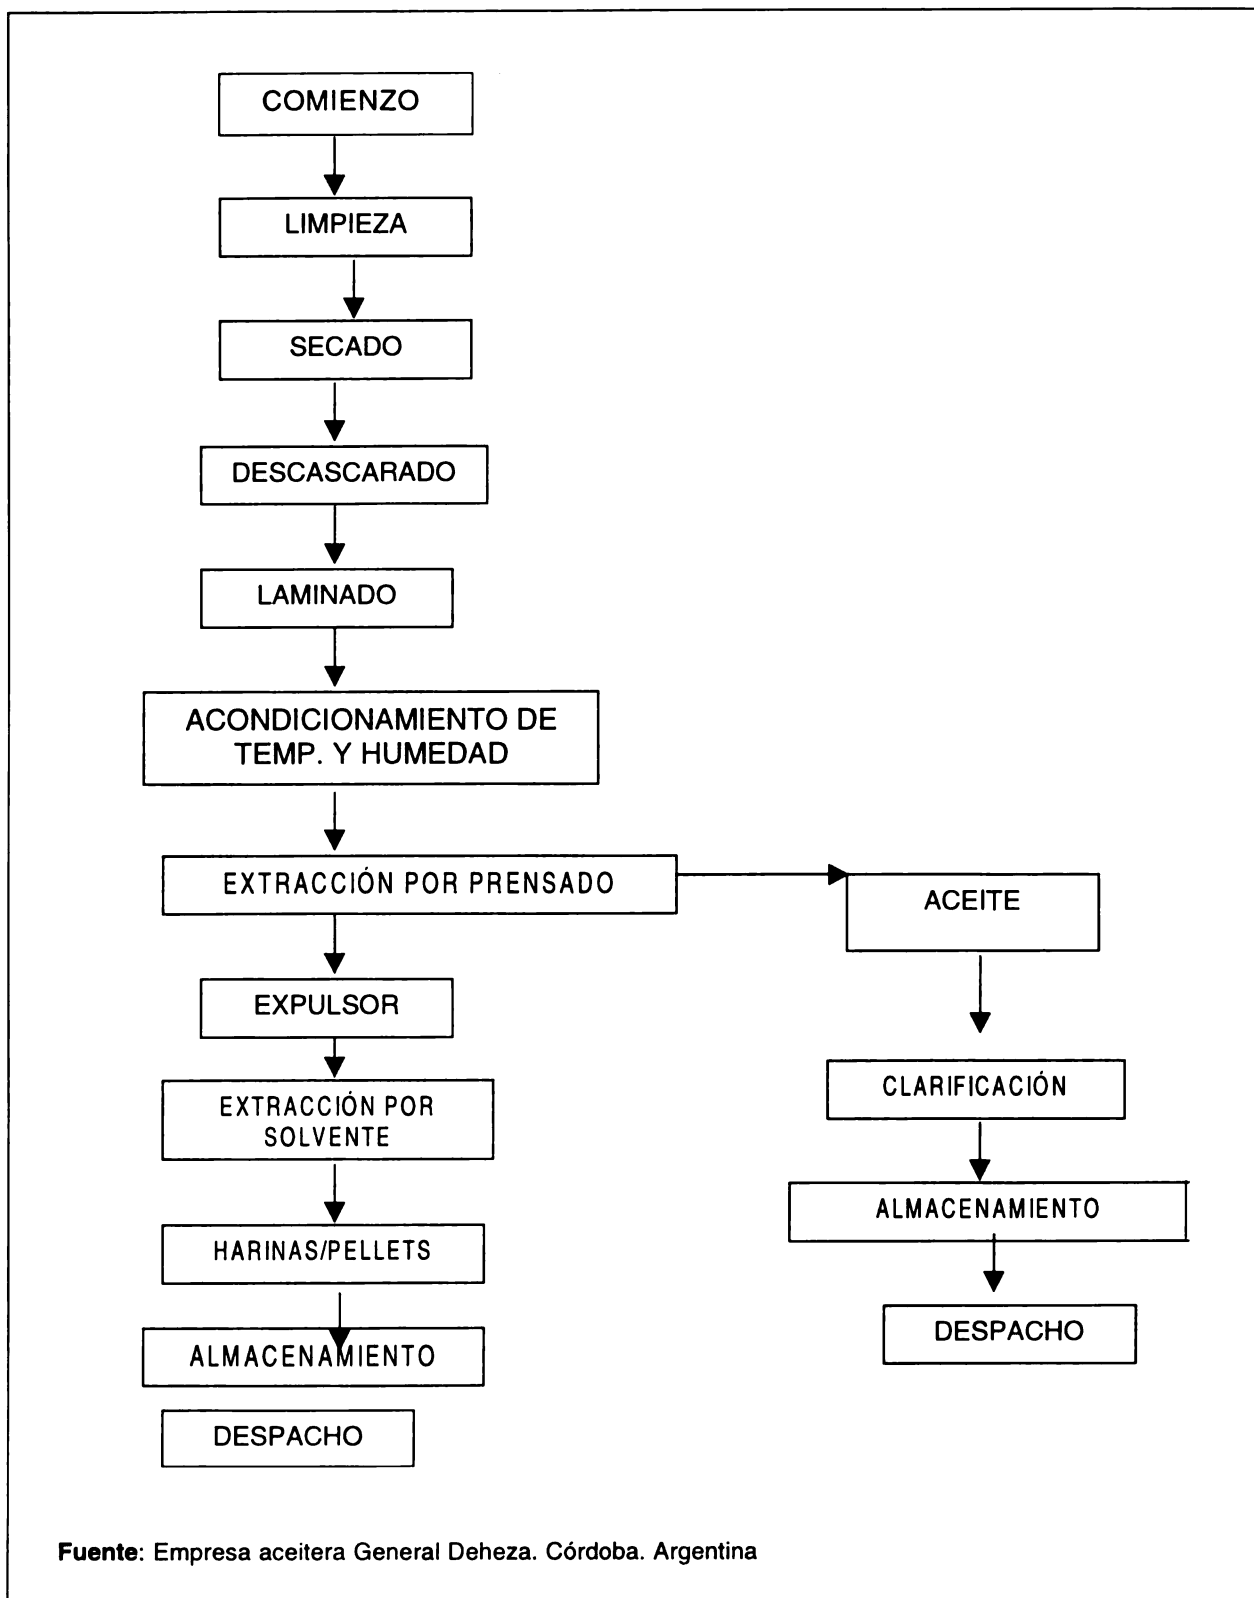 COMIENZO
LIMPIEZA
SECADO
DESCASCARADO
LAMINADO
ACONDICIONAMIENTO DE
TEMP. Y HUMEDAD
EXTRACCIÓN POR PRENSADO
EXPULSOR
EXTRACCIÓN POR
SOLVENTE
HARINAS/PELLETS
ALMACENAMIENTO
DESPACHO
ACEITE
CLARIFICACIÓN
ALMACENAMIENTO
DESPACHO
Fuente: Empresa aceitera General Deheza. Córdoba. Argentina